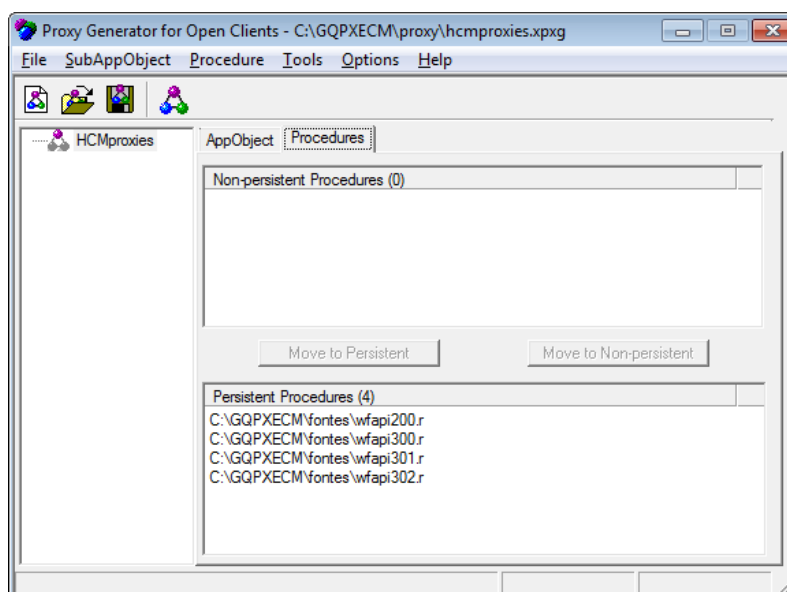 Proxy Generator for Open Clients - C:\GQPXECM\proxy\hcmproxies.xpxg
File SubAppObject Procedure Tools Options Help
HCMproxies
AppObject Procedures
Non-persistent Procedures (0)
Move to Persistent Move to Non-persistent
Persistent Procedures (4)
C:\GQPXECM\fontes\wfapi200.r
C:\GQPXECM\fontes\wfapi300.r
C:\GQPXECM\fontes\wfapi301.r
C:\GQPXECM\fontes\wfapi302.r